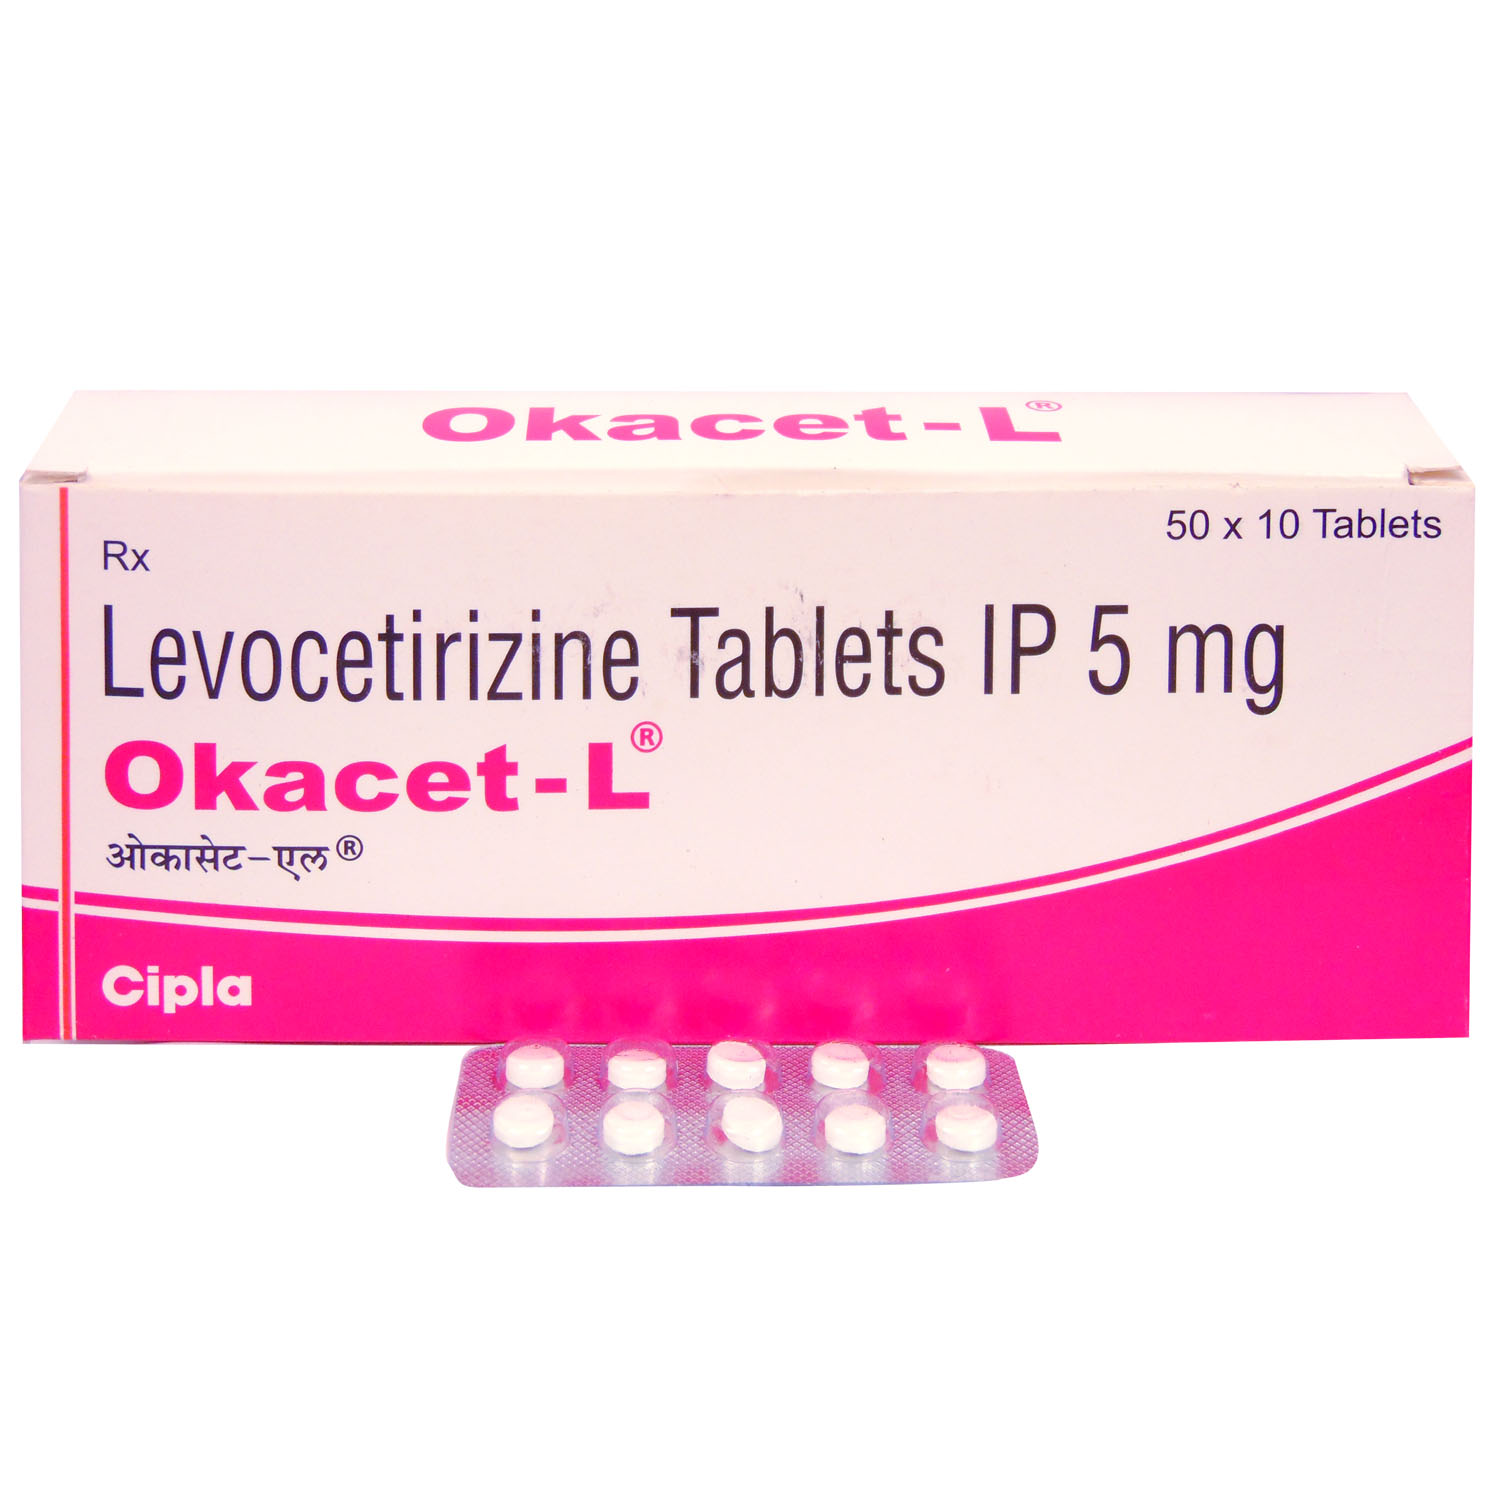 Okacet-L®
50 x 10 Tablets
Rx
Levocetirizine Tablets IP 5 mg
Okacet-L®
ओकासेट-एल®
Cipla